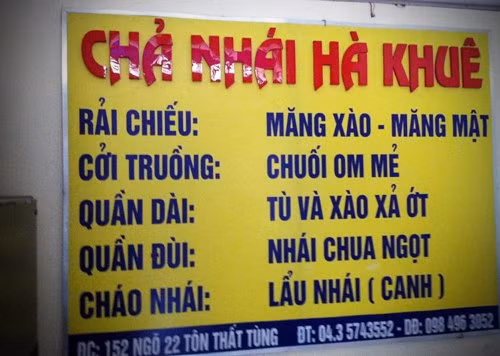 CHẢ NHÁI HÀ KHUÊ
RẢI CHIẾU: MĂNG XÀO - MĂNG MẬT
CỞI TRUỒNG: CHUỐI OM MẺ
QUẦN DÀI: TÙ VÀ XÀO XẢ ỚT
QUẦN ĐÙI: NHÁI CHUA NGỌT
CHÁO NHÁI: LẨU NHÁI ( CANH )
ĐC: 152 NGÕ 22 TÔN THẤT TÙNG ĐT: 04.3 5743552 - DĐ: 098 496 3052